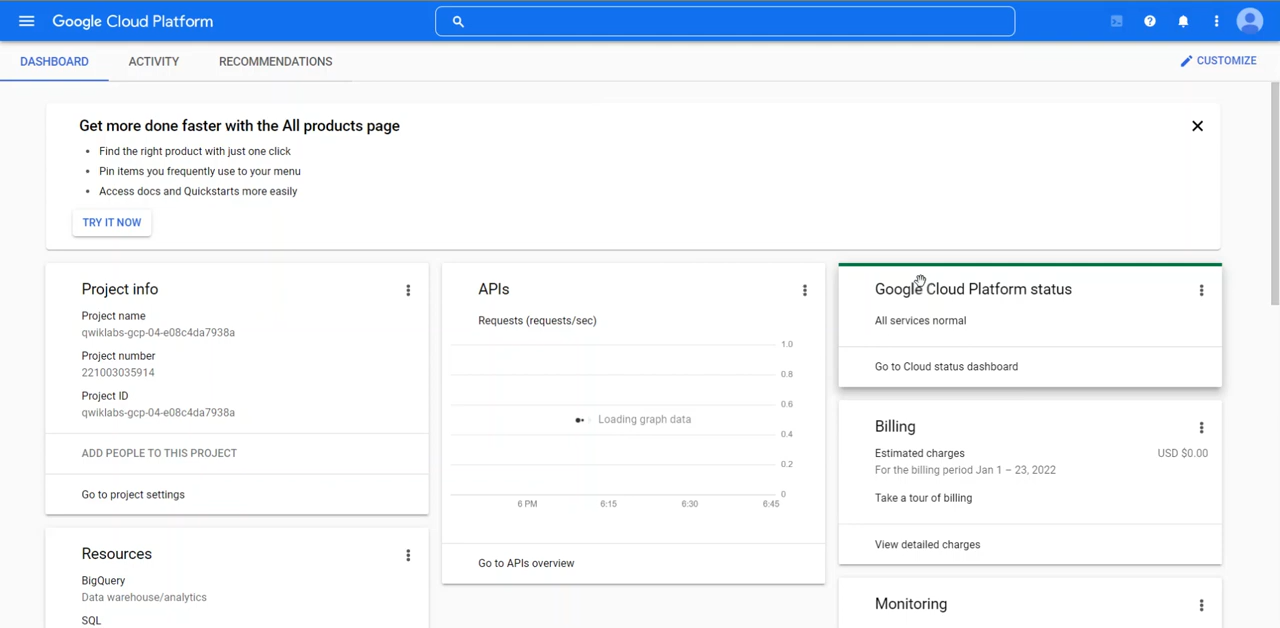 Google Cloud Platform
DASHBOARD
ACTIVITY
RECOMMENDATIONS
CUSTOMIZE
Get more done faster with the All products page
Find the right product with just one click
Pin items you frequently use to your menu
Access docs and Quickstarts more easily
TRY IT NOW
Project info
Project name
qwiklabs-gcp-04-e08c4da7938a
Project number
221003035914
Project ID
qwiklabs-gcp-04-e08c4da7938a
ADD PEOPLE TO THIS PROJECT
Go to project settings
Resources
BigQuery
Data warehouse/analytics
SQL
APIs
Requests (requests/sec)
1.0
0.8
0.6
Loading graph data
0.4
0.2
0
6 PM
6:15
6:30
6:45
Go to APIs overview
Google Cloud Platform status
All services normal
Go to Cloud status dashboard
Billing
Estimated charges
USD $0.00
For the billing period Jan 1 – 23, 2022
Take a tour of billing
View detailed charges
Monitoring